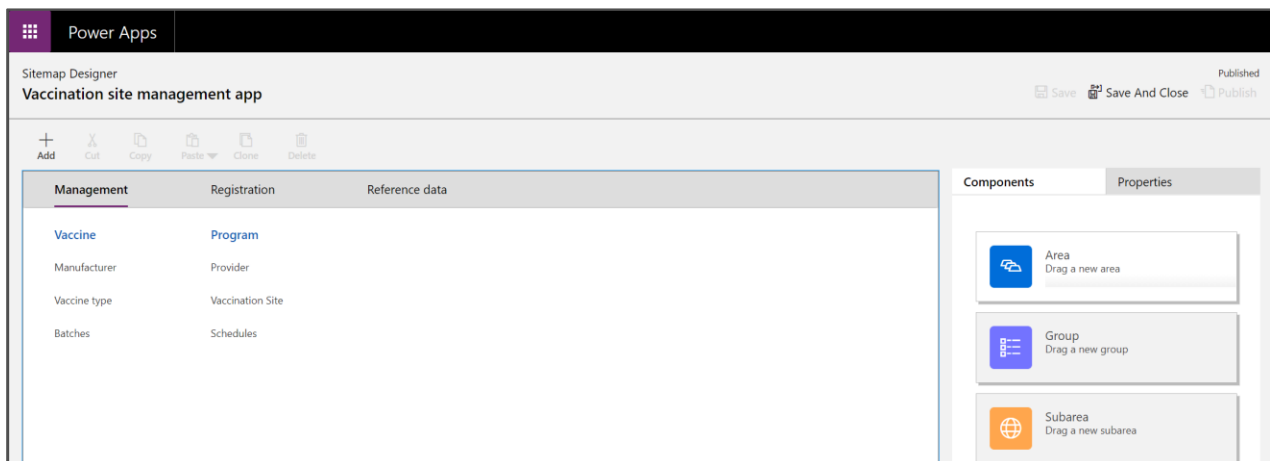 Power Apps
Sitemap Designer
Published
Vaccination site management app
Save Save And Close Publish
Add Cut Copy Paste Clone Delete
Management Registration Reference data
Components Properties
Vaccine Program
Manufacturer Provider
Vaccine type Vaccination Site
Batches Schedules
Area
Drag a new area
Group
Drag a new group
Subarea
Drag a new subarea